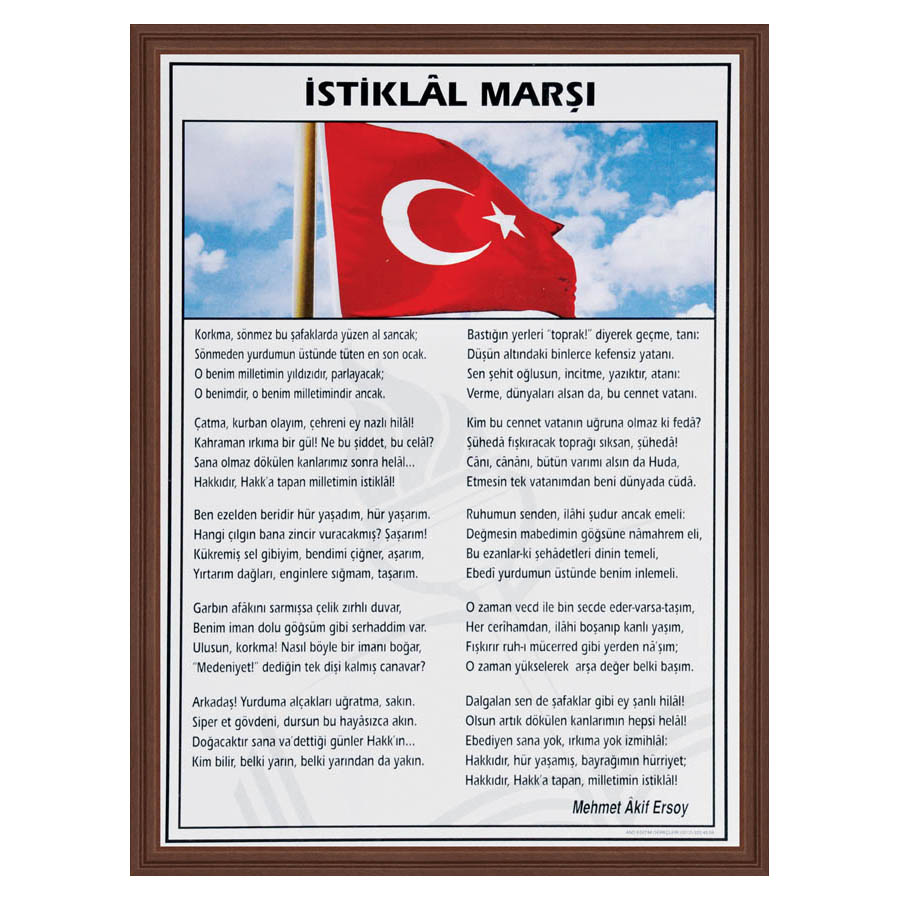 İSTİKLÂL MARŞI
Korkma, sönmez bu şafaklarda yüzen al sancak;
Sönmeden yurdumun üstünde tüten en son ocak.
O benim milletimin yıldızıdır, parlayacak;
O benimdir, o benim milletimindir ancak.
Çatma, kurban olayım, çehreni ey nazlı hilâl!
Kahraman ırkıma bir gül! Ne bu şiddet, bu celâl?
Sana olmaz dökülen kanlarımız sonra helâl...
Hakkıdır, Hakk'a tapan milletimin istiklâl!
Ben ezelden beridir hür yaşadım, hür yaşarım.
Hangi çılgın bana zincir vuracakmış? Şaşarım!
Kükremiş sel gibiyim, bendimi çiğner, aşarım,
Yırtarım dağları, enginlere sığmam, taşarım.
Garbın afâkını sarmışsa çelik zırhlı duvar,
Benim iman dolu göğsüm gibi serhaddim var.
Ulusun, korkma! Nasıl böyle bir imanı boğar,
"Medeniyet!" dediğin tek dişi kalmış canavar?
Arkadaş! Yurduma alçakları uğratma, sakın.
Siper et gövdeni, dursun bu hayâsızca akın.
Doğacaktır sana va'dettiği günler Hakk'ın...
Kim bilir, belki yarın, belki yarından da yakın.
Bastığın yerleri "toprak!" diyerek geçme, tanı:
Düşün altındaki binlerce kefensiz yatanı.
Sen şehit oğlusun, incitme, yazıktır, atanı:
Verme, dünyaları alsan da, bu cennet vatanı.
Kim bu cennet vatanın uğruna olmaz ki fedâ?
Şühedâ fışkıracak toprağı sıksan, şühedâ!
Cânı, cânânı, bütün varımı alsın da Huda,
Etmesin tek vatanımdan beni dünyada cüdâ.
Ruhumun senden, ilâhi şudur ancak emeli:
Değmesin mabedimin göğsüne nâmahrem eli,
Bu ezanlar-ki şehâdetleri dinin temeli,
Ebedî yurdumun üstünde benim inlemeli.
O zaman vecd ile bin secde eder-varsa-taşım,
Her cerîhamdan, ilâhi boşanıp kanlı yaşım,
Fışkırır ruh-ı mücerred gibi yerden nâ'şım;
O zaman yükselerek arşa değer belki başım.
Dalgalan sen de şafaklar gibi ey şanlı hilâl!
Olsun artık dökülen kanlarımın hepsi helâl!
Ebediyen sana yok, ırkıma yok izmihlâl:
Hakkıdır, hür yaşamış, bayrağımın hürriyet;
Hakkıdır, Hakk'a tapan, milletimin istiklâl!
Mehmet Âkif Ersoy